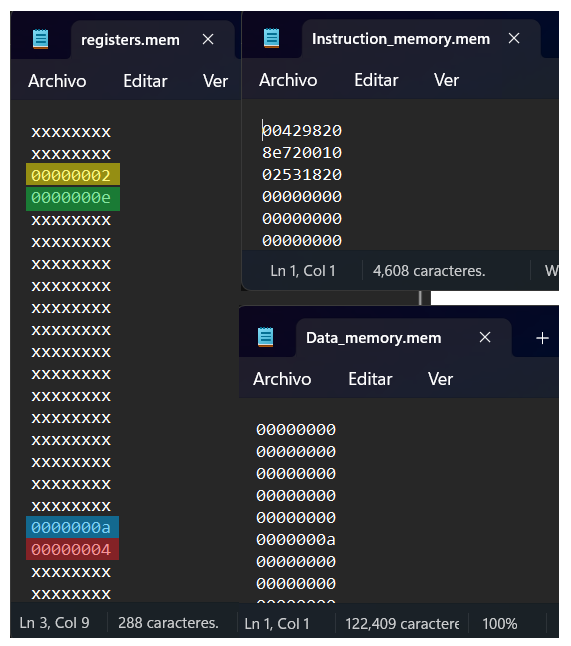 registers.mem ×
Archivo Editar Ver
xxxxxxxx
xxxxxxxx
00000002
0000000e
xxxxxxxx
xxxxxxxx
xxxxxxxx
xxxxxxxx
xxxxxxxx
xxxxxxxx
xxxxxxxx
xxxxxxxx
xxxxxxxx
xxxxxxxx
xxxxxxxx
xxxxxxxx
xxxxxxxx
xxxxxxxx
0000000a
00000004
xxxxxxxx
xxxxxxxx
Ln 3, Col 9 288 caracteres.
Instruction_memory.mem ×
Archivo Editar Ver
00429820
8e720010
02531820
00000000
00000000
00000000
Ln 1, Col 1 4,608 caracteres. W
Data_memory.mem × +
Archivo Editar Ver
00000000
00000000
00000000
00000000
00000000
0000000a
00000000
00000000
Ln 1, Col 1 122,409 caractere 100%